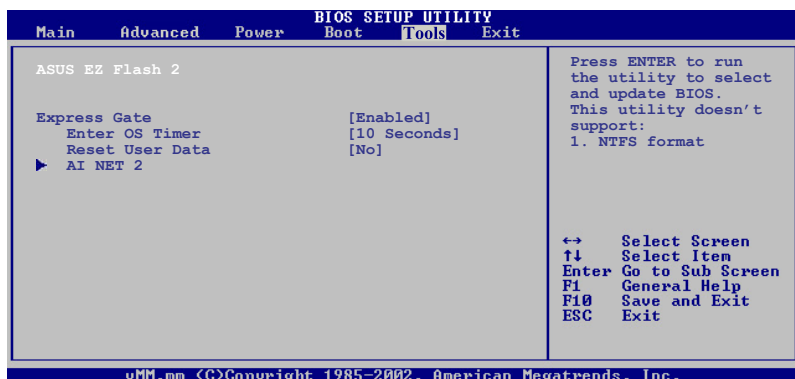 BIOS SETUP UTILITY
Main Advanced Power Boot Tools Exit
ASUS EZ Flash 2
Express Gate [Enabled]
Enter OS Timer [10 Seconds]
Reset User Data [No]
AI NET 2
Press ENTER to run
the utility to select
and update BIOS.
This utility doesn't
support:
1. NTFS format
←→ Select Screen
↑↓ Select Item
Enter Go to Sub Screen
F1 General Help
F10 Save and Exit
ESC Exit
vMM.mm (C)Copyright 1985-2002, American Megatrends, Inc.